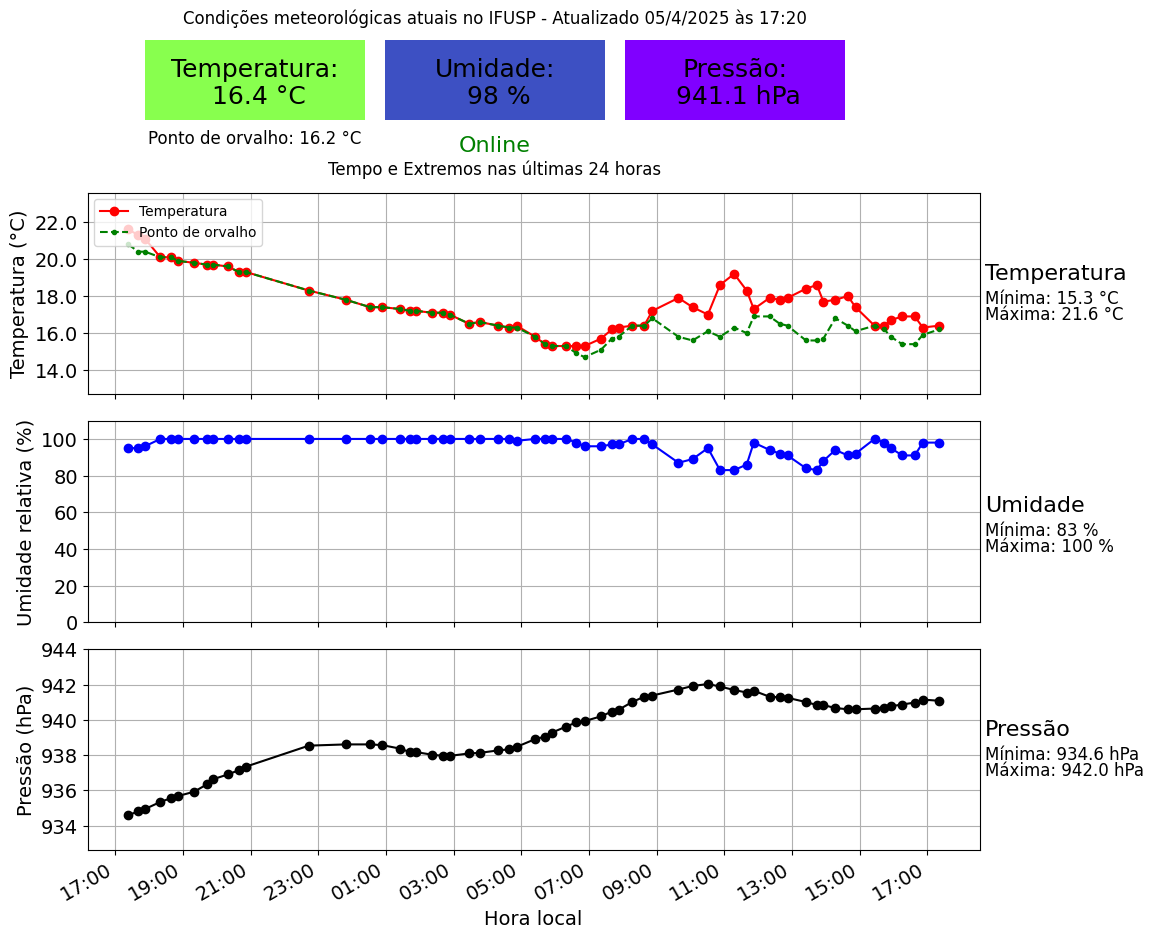 Condições meteorológicas atuais no IFUSP - Atualizado 05/4/2025 às 17:20
Temperatura:
16.4 °C
Umidade:
98 %
Pressão:
941.1 hPa
Ponto de orvalho: 16.2 °C
Online
Tempo e Extremos nas últimas 24 horas
Temperatura (°C)
22.0
20.0
18.0
16.0
14.0
Temperatura
Ponto de orvalho
Temperatura
Mínima: 15.3 °C
Máxima: 21.6 °C
Umidade relativa (%)
100
80
60
40
20
0
Umidade
Mínima: 83 %
Máxima: 100 %
Pressão (hPa)
944
942
940
938
936
934
Pressão
Mínima: 934.6 hPa
Máxima: 942.0 hPa
17:00
19:00
21:00
23:00
01:00
03:00
05:00
07:00
09:00
11:00
13:00
15:00
17:00
Hora local